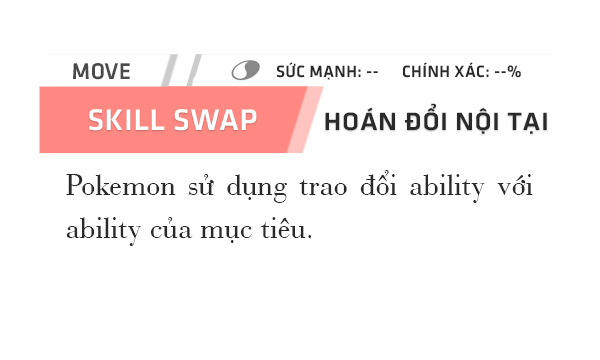 MOVE SỨC MẠNH: -- CHÍNH XÁC: --%
SKILL SWAP HOÁN ĐỔI NỘI TẠI
Pokemon sử dụng trao đổi ability với
ability của mục tiêu.